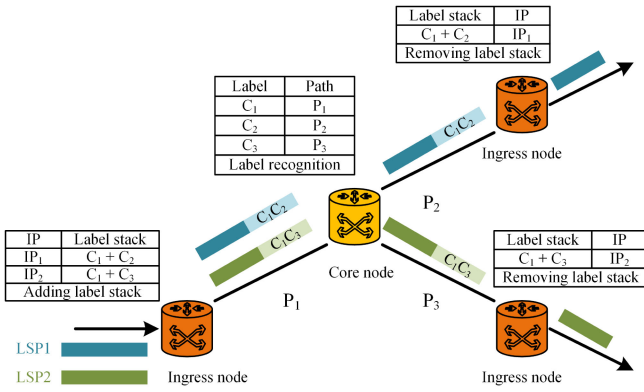 Label stack IP
C₁ + C₂ IP₁
Removing label stack
Label Path
C₁ P₁
C₂ P₂
C₃ P₃
Label recognition
C₁C₂
Ingress node
P₂
C₁C₂
C₁C₃
Core node
IP Label stack
IP₁ C₁ + C₂
IP₂ C₁ + C₃
Adding label stack
Label stack IP
C₁ + C₃ IP₂
Removing label stack
C₁C₃
P₁
P₃
LSP1
LSP2
Ingress node
Ingress node